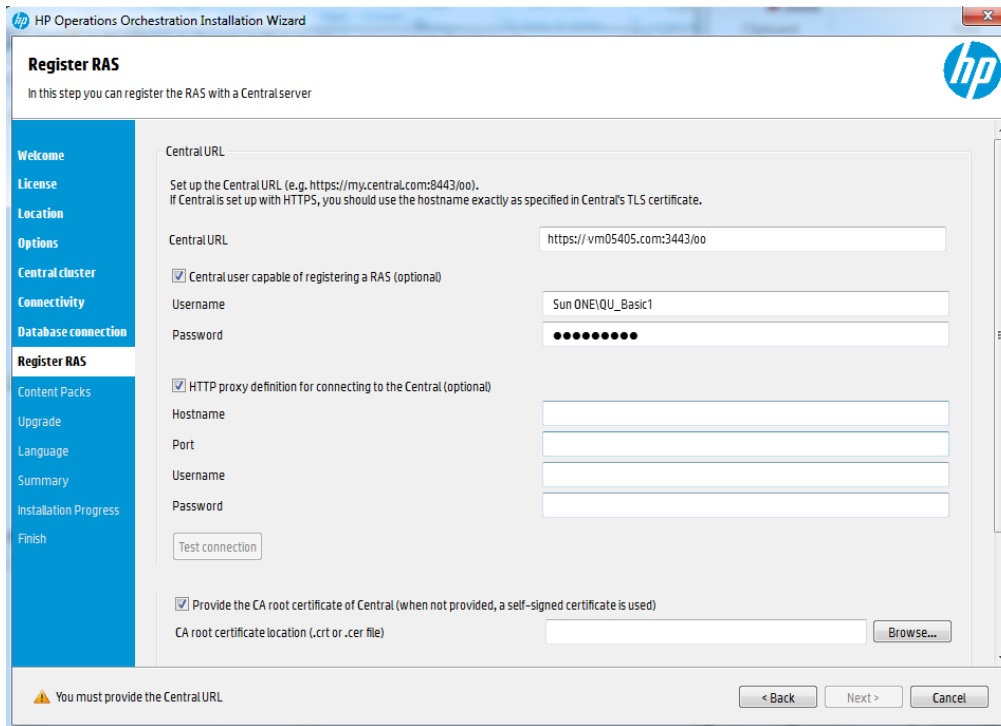 hp HP Operations Orchestration Installation Wizard
Register RAS
In this step you can register the RAS with a Central server
hp
Welcome
License
Location
Options
Central cluster
Connectivity
Database connection
Register RAS
Content Packs
Upgrade
Language
Summary
Installation Progress
Finish
Central URL
Set up the Central URL (e.g. https://my.central.com:8443/oo).
If Central is set up with HTTPS, you should use the hostname exactly as specified in Central's TLS certificate.
Central URL https://vm05405.com:3443/oo
Central user capable of registering a RAS (optional)
Username Sun ONE\QU_Basic1
Password ●●●●●●●●●
HTTP proxy definition for connecting to the Central (optional)
Hostname
Port
Username
Password
Test connection
Provide the CA root certificate of Central (when not provided, a self-signed certificate is used)
CA root certificate location (.crt or .cer file) Browse...
You must provide the Central URL
< Back Next > Cancel